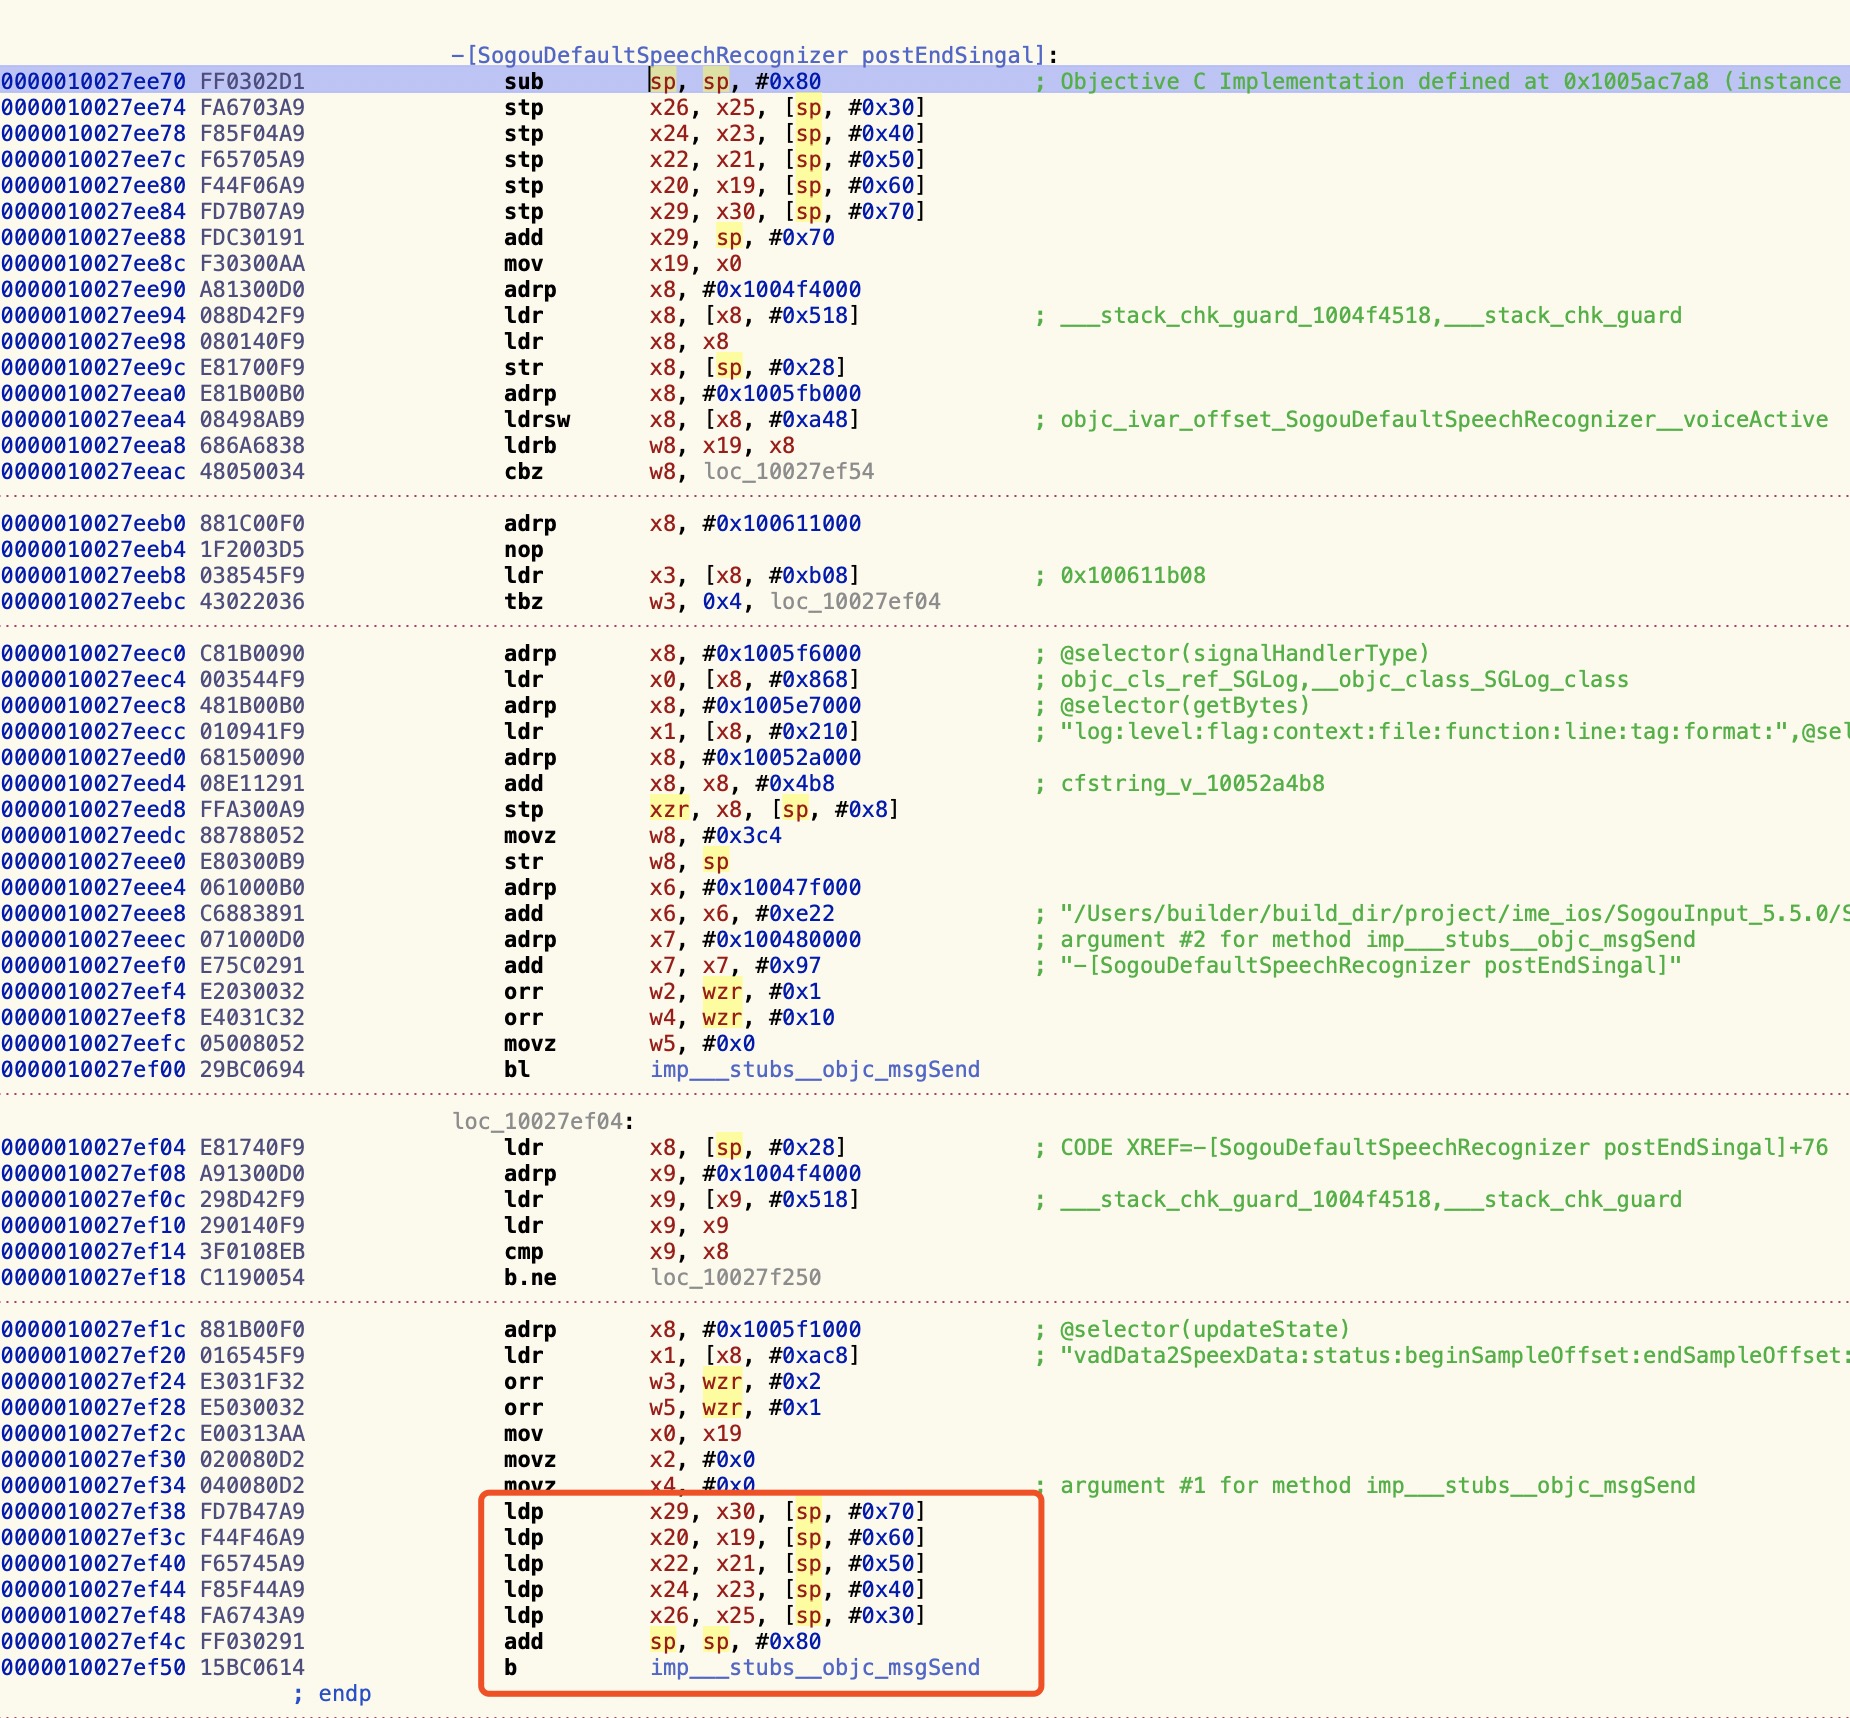 -[SogouDefaultSpeechRecognizer postEndSingal]:
0000010027ee70 FF0302D1 sub sp, sp, #0x80 ; Objective C Implementation defined at 0x1005ac7a8 (instance
0000010027ee74 FA6703A9 stp x26, x25, [sp, #0x30]
0000010027ee78 F85F04A9 stp x24, x23, [sp, #0x40]
0000010027ee7c F65705A9 stp x22, x21, [sp, #0x50]
0000010027ee80 F44F06A9 stp x20, x19, [sp, #0x60]
0000010027ee84 FD7B07A9 stp x29, x30, [sp, #0x70]
0000010027ee88 FDC30191 add x29, sp, #0x70
0000010027ee8c F30300AA mov x19, x0
0000010027ee90 A81300D0 adrp x8, #0x1004f4000
0000010027ee94 088D42F9 ldr x8, [x8, #0x518] ; ___stack_chk_guard_1004f4518,___stack_chk_guard
0000010027ee98 080140F9 ldr x8, x8
0000010027ee9c E81700F9 str x8, [sp, #0x28]
0000010027eea0 E81B00B0 adrp x8, #0x1005fb000
0000010027eea4 08498AB9 ldrsw x8, [x8, #0xa48] ; objc_ivar_offset_SogouDefaultSpeechRecognizer__voiceActive
0000010027eea8 686A6838 ldrb w8, x19, x8
0000010027eeac 48050034 cbz w8, loc_10027ef54
0000010027eeb0 881C00F0 adrp x8, #0x100611000
0000010027eeb4 1F2003D5 nop
0000010027eeb8 038545F9 ldr x3, [x8, #0xb08] ; 0x100611b08
0000010027eebc 43022036 tbz w3, 0x4, loc_10027ef04
0000010027eec0 C81B0090 adrp x8, #0x1005f6000 ; @selector(signalHandlerType)
0000010027eec4 003544F9 ldr x0, [x8, #0x868] ; objc_cls_ref_SGLog,__objc_class_SGLog_class
0000010027eec8 481B00B0 adrp x8, #0x1005e7000 ; @selector(getBytes)
0000010027eecc 010941F9 ldr x1, [x8, #0x210] ; "log:level:flag:context:file:function:line:tag:format:",@sel
0000010027eed0 68150090 adrp x8, #0x10052a000
0000010027eed4 08E11291 add x8, x8, #0x4b8 ; cfstring_v_10052a4b8
0000010027eed8 FFA300A9 stp xzr, x8, [sp, #0x8]
0000010027eedc 88788052 movz w8, #0x3c4
0000010027eee0 E80300B9 str w8, sp
0000010027eee4 061000B0 adrp x6, #0x10047f000
0000010027eee8 C6883891 add x6, x6, #0xe22 ; "/Users/builder/build_dir/project/ime_ios/SogouInput_5.5.0/S
0000010027eeec 071000D0 adrp x7, #0x100480000 ; argument #2 for method imp___stubs__objc_msgSend
0000010027eef0 E75C0291 add x7, x7, #0x97 ; "-[SogouDefaultSpeechRecognizer postEndSingal]"
0000010027eef4 E2030032 orr w2, wzr, #0x1
0000010027eef8 E4031C32 orr w4, wzr, #0x10
0000010027eefc 05008052 movz w5, #0x0
0000010027ef00 29BC0694 bl imp___stubs__objc_msgSend
loc_10027ef04:
0000010027ef04 E81740F9 ldr x8, [sp, #0x28] ; CODE XREF=-[SogouDefaultSpeechRecognizer postEndSingal]+76
0000010027ef08 A91300D0 adrp x9, #0x1004f4000
0000010027ef0c 298D42F9 ldr x9, [x9, #0x518] ; ___stack_chk_guard_1004f4518,___stack_chk_guard
0000010027ef10 290140F9 ldr x9, x9
0000010027ef14 3F0108EB cmp x9, x8
0000010027ef18 C1190054 b.ne loc_10027f250
0000010027ef1c 881B00F0 adrp x8, #0x1005f1000 ; @selector(updateState)
0000010027ef20 016545F9 ldr x1, [x8, #0xac8] ; "vadData2SpeexData:status:beginSampleOffset:endSampleOffset:
0000010027ef24 E3031F32 orr w3, wzr, #0x2
0000010027ef28 E5030032 orr w5, wzr, #0x1
0000010027ef2c E00313AA mov x0, x19
0000010027ef30 020080D2 movz x2, #0x0
0000010027ef34 040080D2 movz x4, #0x0 ; argument #1 for method imp___stubs__objc_msgSend
0000010027ef38 FD7B47A9 ldp x29, x30, [sp, #0x70]
0000010027ef3c F44F46A9 ldp x20, x19, [sp, #0x60]
0000010027ef40 F65745A9 ldp x22, x21, [sp, #0x50]
0000010027ef44 F85F44A9 ldp x24, x23, [sp, #0x40]
0000010027ef48 FA6743A9 ldp x26, x25, [sp, #0x30]
0000010027ef4c FF030291 add sp, sp, #0x80
0000010027ef50 15BC0614 b imp___stubs__objc_msgSend
; endp